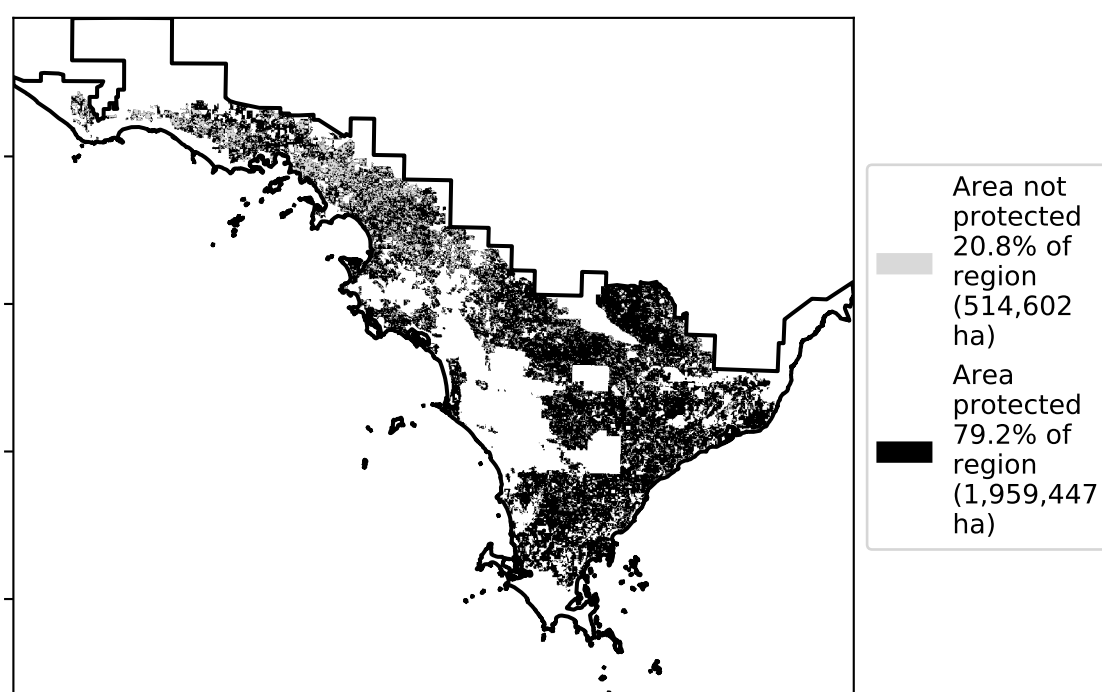 Area not
protected
20.8% of
region
(514,602
ha)
Area
protected
79.2% of
region
(1,959,447
ha)